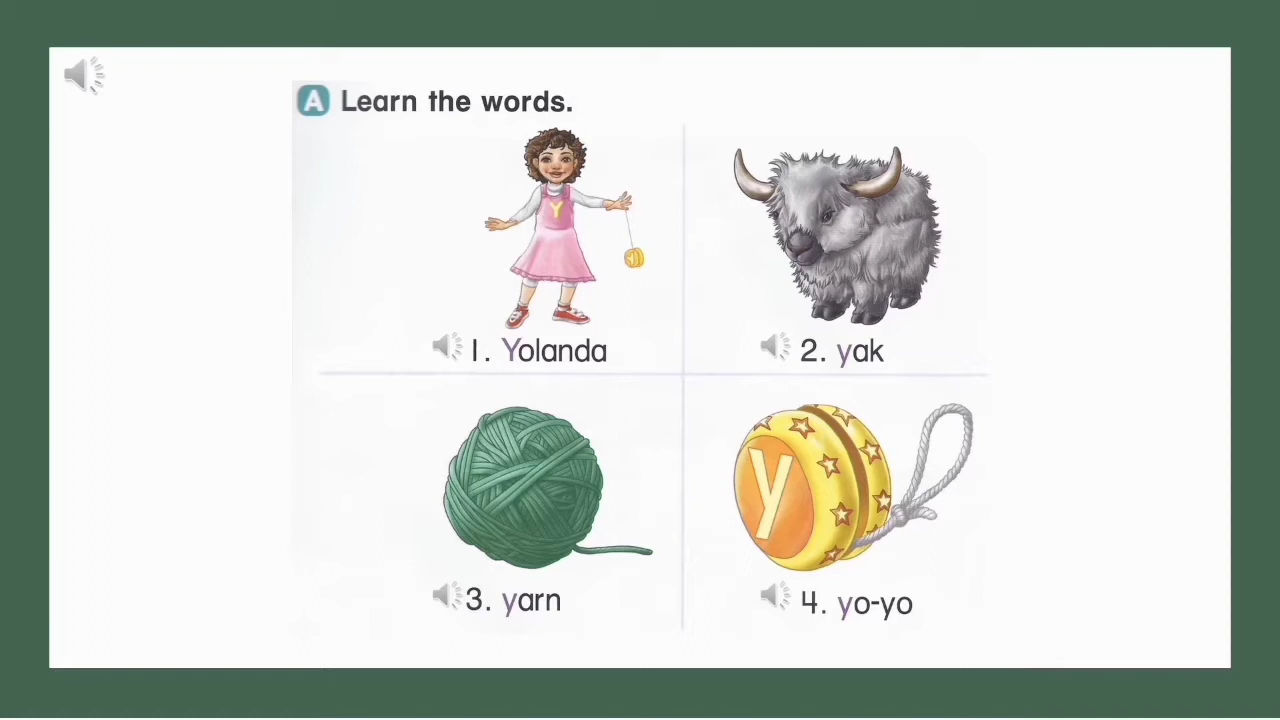 A Learn the words.
Y
1. Yolanda
2. yak
3. yarn
y
4. yo-yo